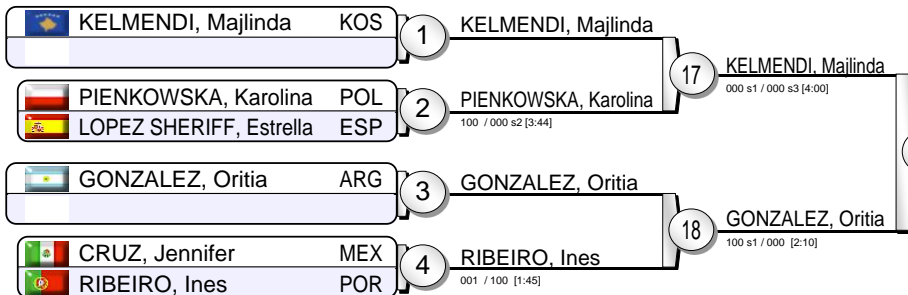 KELMENDI, Majlinda KOS
1
KELMENDI, Majlinda
PIENKOWSKA, Karolina POL
LOPEZ SHERIFF, Estrella ESP
2
PIENKOWSKA, Karolina
100 / 000 s2 [3:44]
17
KELMENDI, Majlinda
000 s1 / 000 s3 [4:00]
GONZALEZ, Oritia ARG
3
GONZALEZ, Oritia
CRUZ, Jennifer MEX
RIBEIRO, Ines POR
4
RIBEIRO, Ines
001 / 100 [1:45]
18
GONZALEZ, Oritia
100 s1 / 000 [2:10]